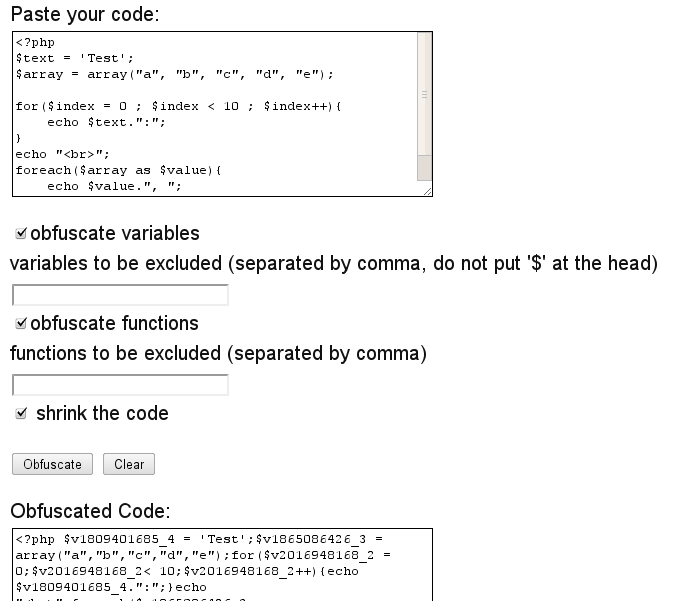 Paste your code:
<?php
$text = 'Test';
$array = array("a", "b", "c", "d", "e");
for($index = 0 ; $index < 10 ; $index++){
echo $text.":";
}
echo "<br>";
foreach($array as $value){
echo $value.", ";
obfuscate variables
variables to be excluded (separated by comma, do not put '$' at the head)
obfuscate functions
functions to be excluded (separated by comma)
shrink the code
Obfuscate Clear
Obfuscated Code:
<?php $v1809401685_4 = 'Test';$v1865086426_3 =
array("a","b","c","d","e");for($v2016948168_2 =
0;$v2016948168_2< 10;$v2016948168_2++){echo
$v1809401685_4.":";}echo